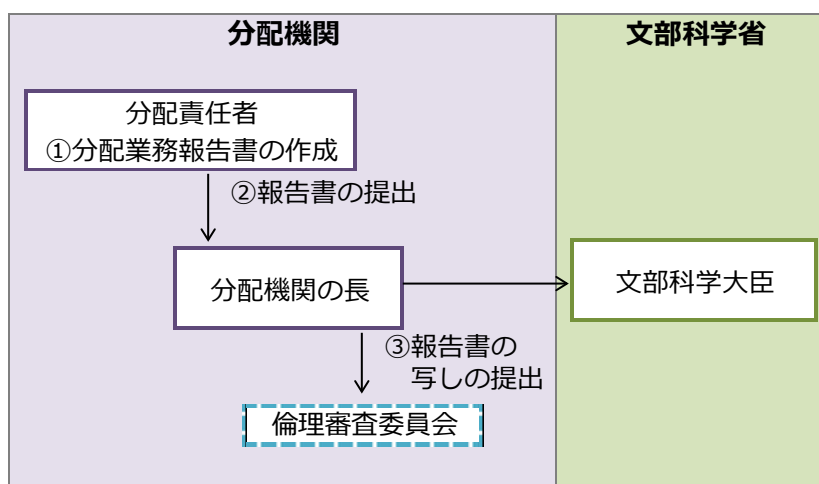 分配機関
文部科学省
分配責任者
①分配業務報告書の作成
②報告書の提出
分配機関の長
文部科学大臣
③報告書の
写しの提出
倫理審査委員会